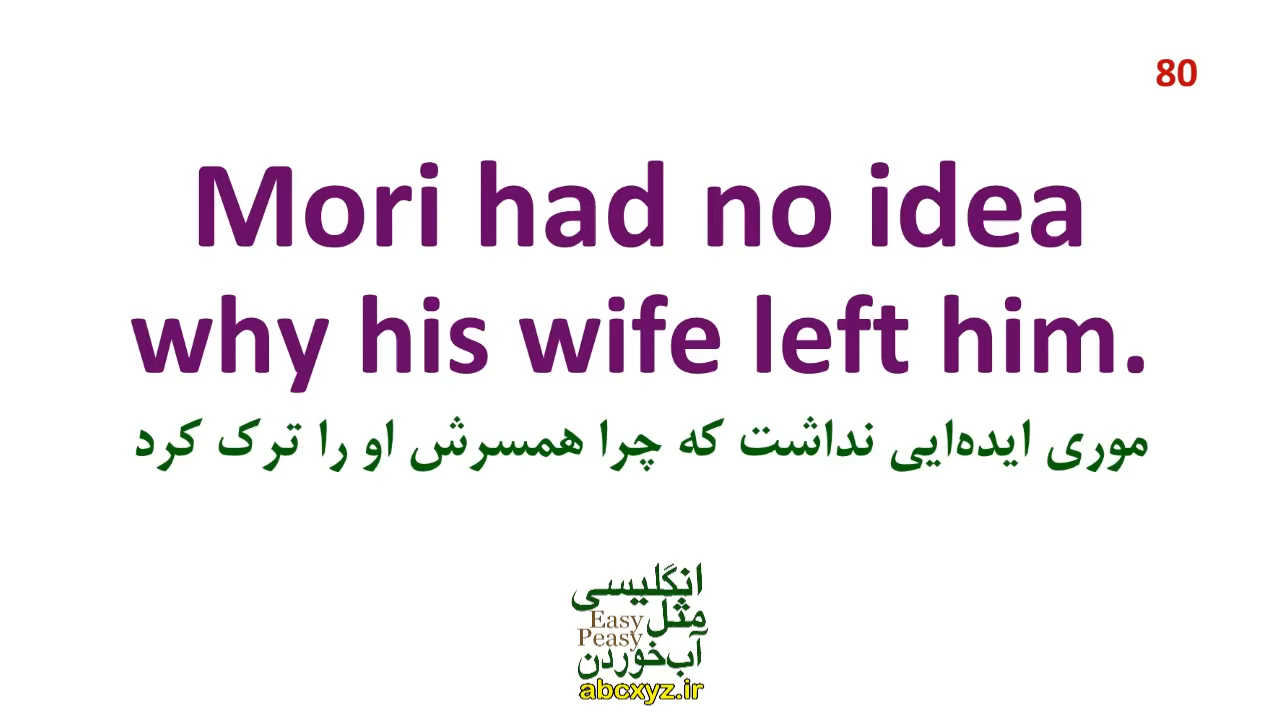 80
Mori had no idea
why his wife left him.
موری ایده‌ایی نداشت که چرا همسرش او را ترک کرد
انگلیسی
مثل
Easy
Peasy
آب‌خوردن
abcxyz.ir